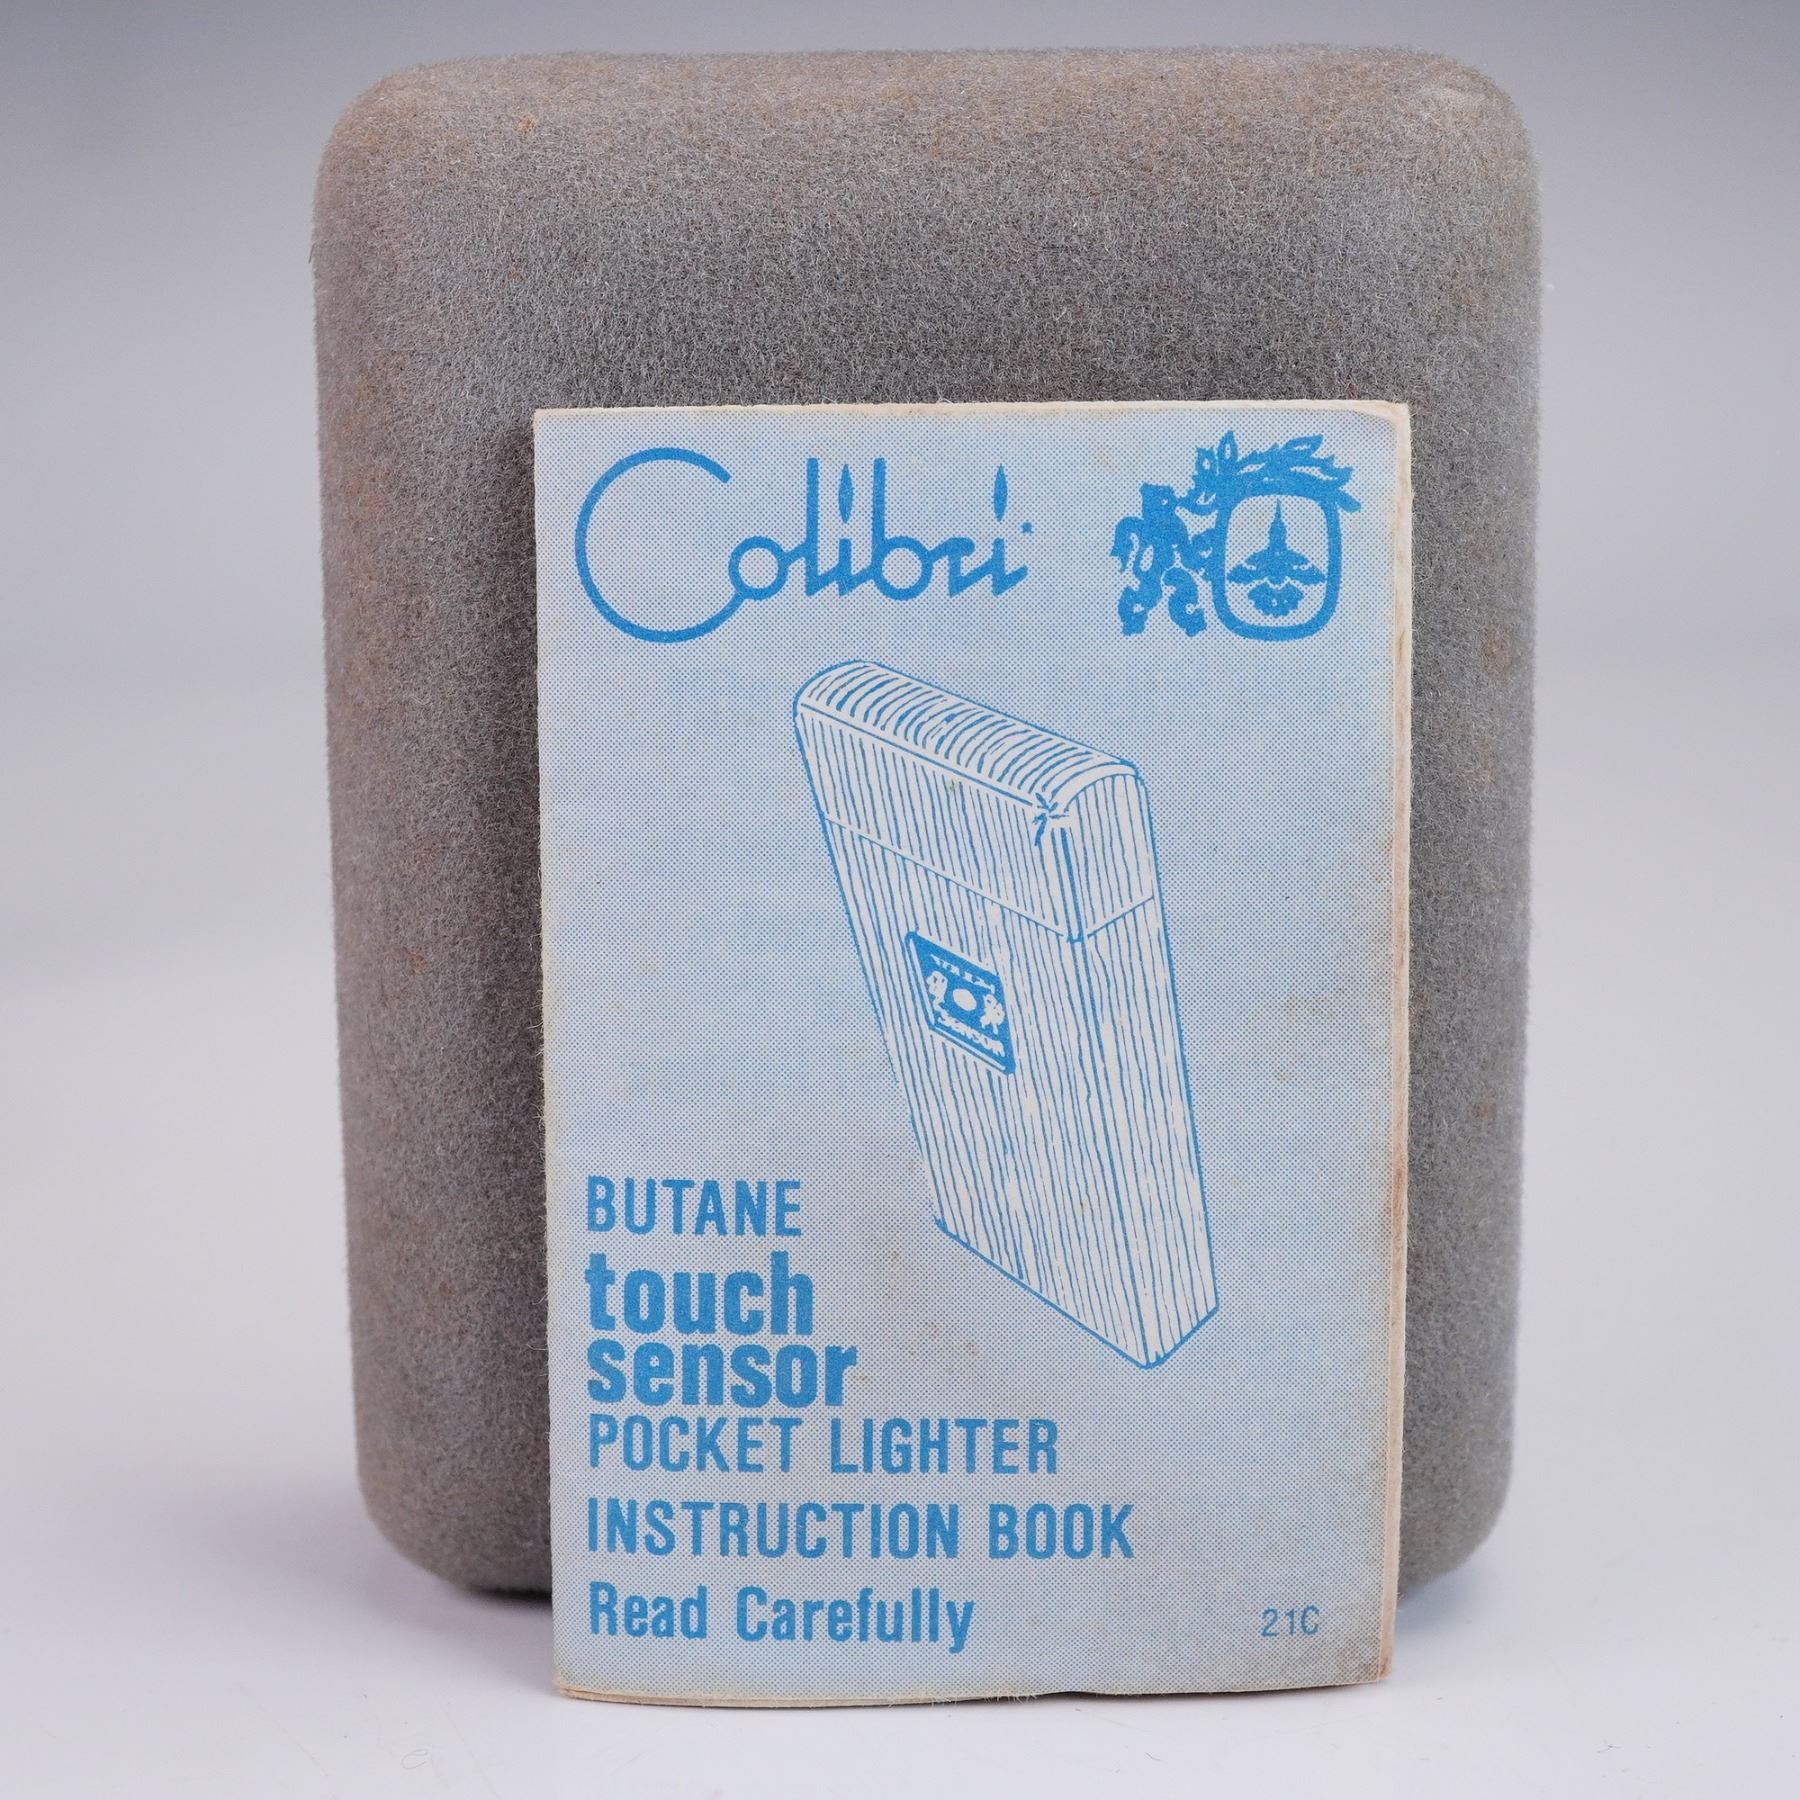 Colibri
BUTANE
touch
sensor
POCKET LIGHTER
INSTRUCTION BOOK
Read Carefully
21C